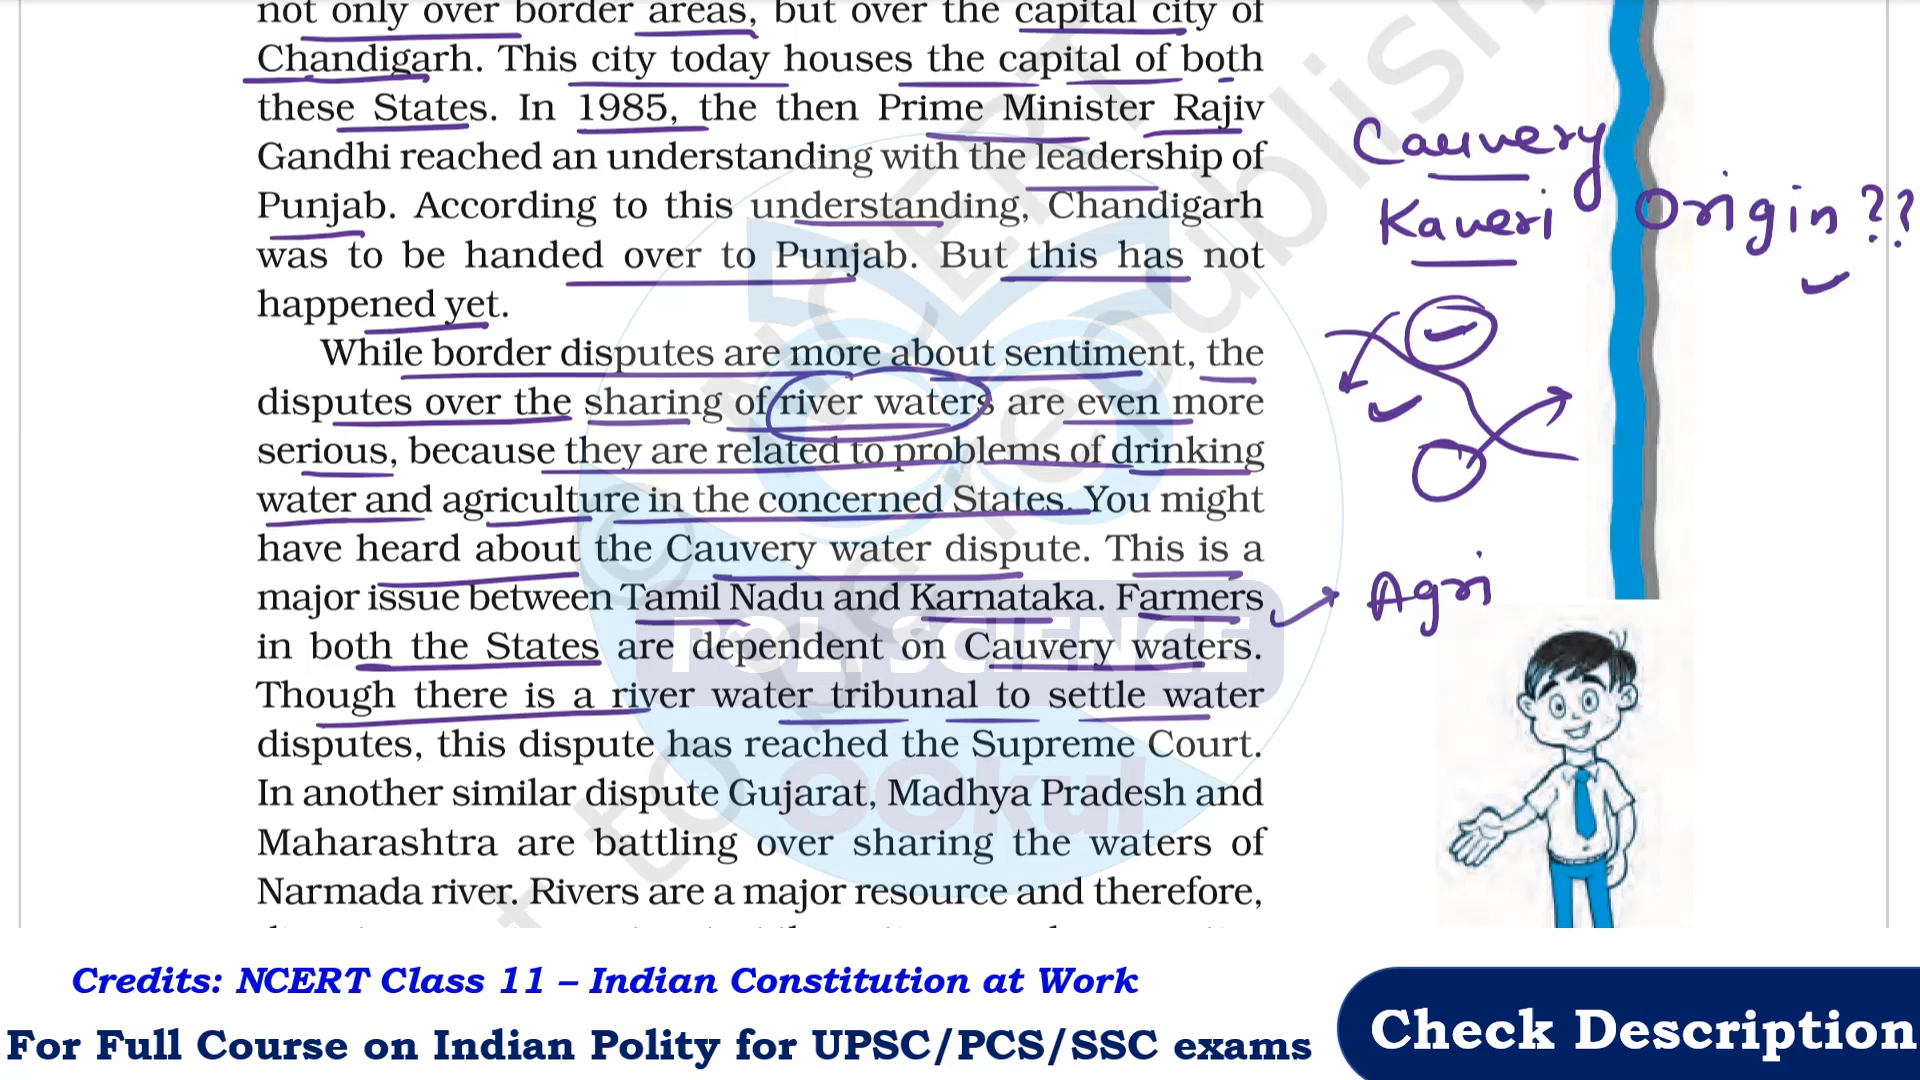 not only over border areas, but over the capital city of
Chandigarh. This city today houses the capital of both
these States. In 1985, the then Prime Minister Rajiv
Gandhi reached an understanding with the leadership of
Punjab. According to this understanding, Chandigarh
was to be handed over to Punjab. But this has not
happened yet.
While border disputes are more about sentiment, the
disputes over the sharing of river waters are even more
serious, because they are related to problems of drinking
water and agriculture in the concerned States. You might
have heard about the Cauvery water dispute. This is a
major issue between Tamil Nadu and Karnataka. Farmers
in both the States are dependent on Cauvery waters.
Though there is a river water tribunal to settle water
disputes, this dispute has reached the Supreme Court.
In another similar dispute Gujarat, Madhya Pradesh and
Maharashtra are battling over sharing the waters of
Narmada river. Rivers are a major resource and therefore,
Cauvery
Kaveri
Origin ??
Agri
© NCERT
to be republish
POL SCIENCE
Credits: NCERT Class 11 – Indian Constitution at Work
For Full Course on Indian Polity for UPSC/PCS/SSC exams
Check Description